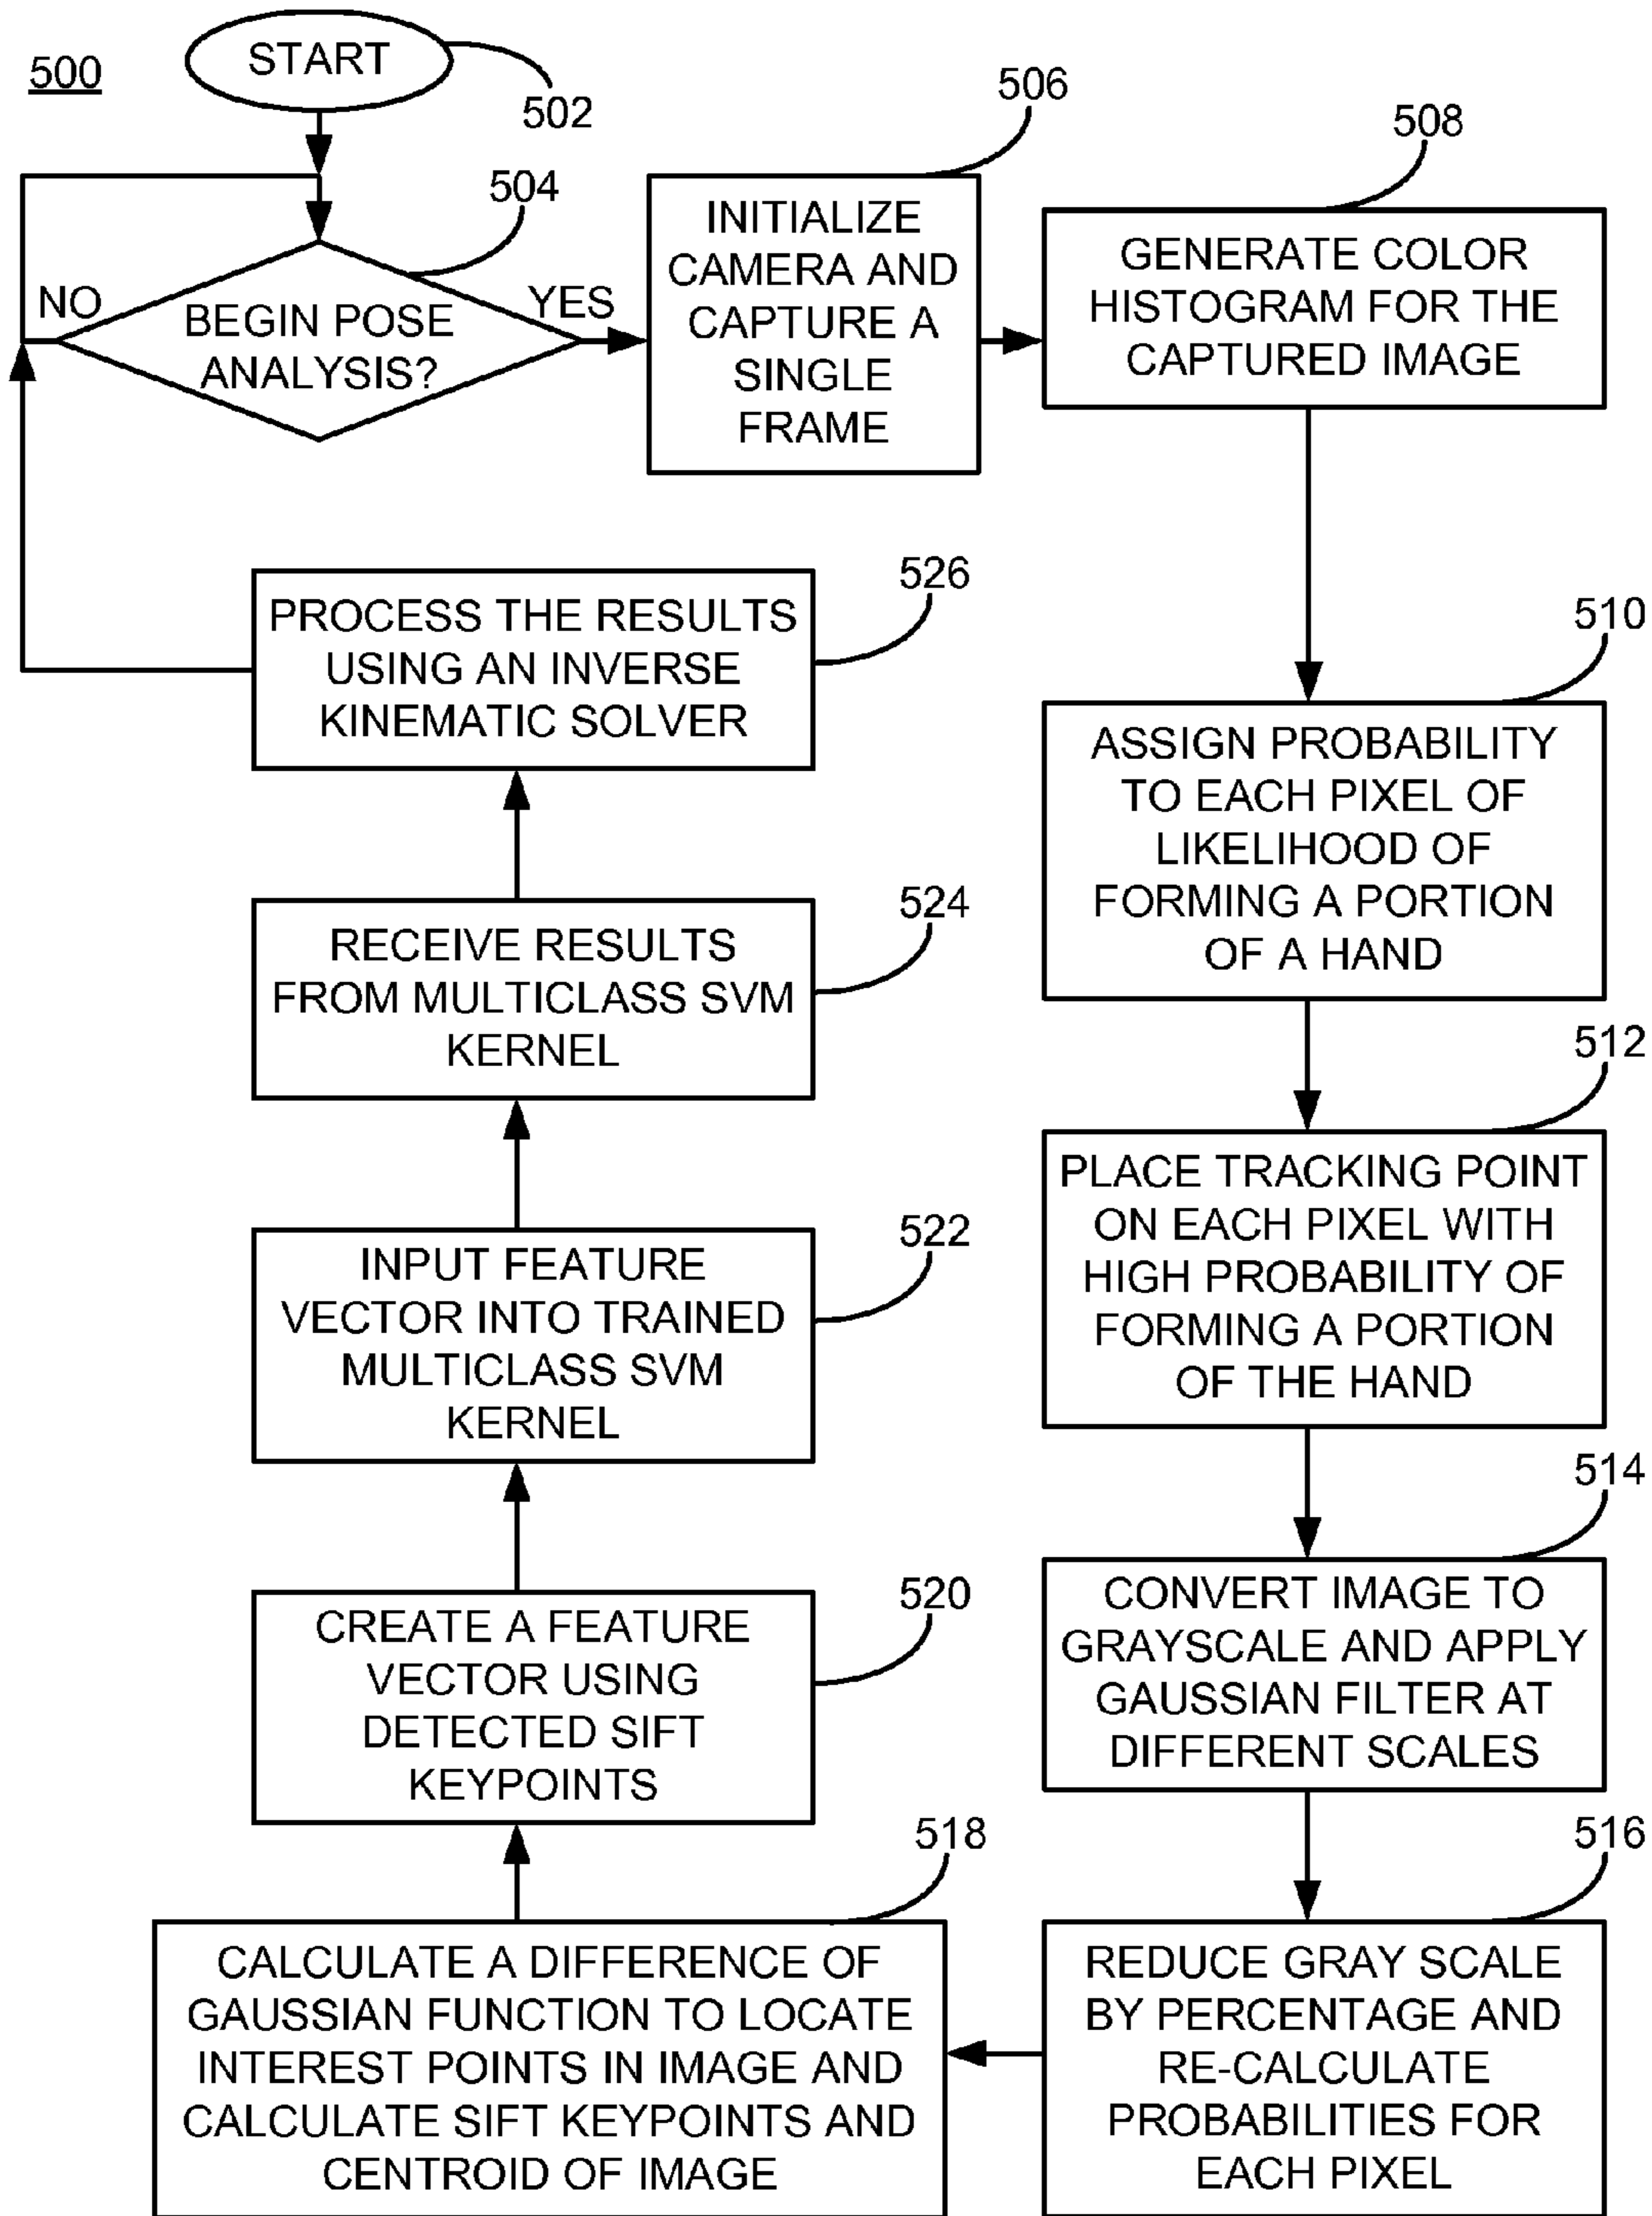 500
START
502
504
NO
YES
BEGIN POSE
ANALYSIS?
506
INITIALIZE
CAMERA AND
CAPTURE A
SINGLE
FRAME
508
GENERATE COLOR
HISTOGRAM FOR THE
CAPTURED IMAGE
510
ASSIGN PROBABILITY
TO EACH PIXEL OF
LIKELIHOOD OF
FORMING A PORTION
OF A HAND
512
PLACE TRACKING POINT
ON EACH PIXEL WITH
HIGH PROBABILITY OF
FORMING A PORTION
OF THE HAND
514
CONVERT IMAGE TO
GRAYSCALE AND APPLY
GAUSSIAN FILTER AT
DIFFERENT SCALES
516
REDUCE GRAY SCALE
BY PERCENTAGE AND
RE-CALCULATE
PROBABILITIES FOR
EACH PIXEL
518
CALCULATE A DIFFERENCE OF
GAUSSIAN FUNCTION TO LOCATE
INTEREST POINTS IN IMAGE AND
CALCULATE SIFT KEYPOINTS AND
CENTROID OF IMAGE
520
CREATE A FEATURE
VECTOR USING
DETECTED SIFT
KEYPOINTS
522
INPUT FEATURE
VECTOR INTO TRAINED
MULTICLASS SVM
KERNEL
524
RECEIVE RESULTS
FROM MULTICLASS SVM
KERNEL
526
PROCESS THE RESULTS
USING AN INVERSE
KINEMATIC SOLVER